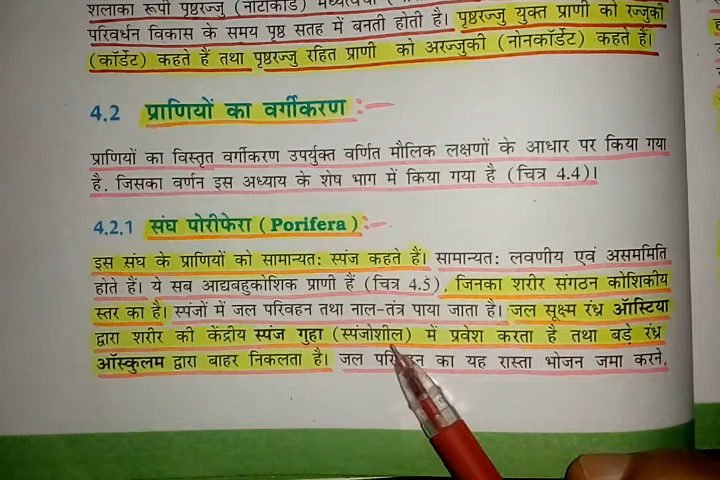 शलाका रूपी पृष्ठरज्जु (नोटोकॉर्ड)
परिवर्धन विकास के समय पृष्ठ सतह में बनती होती है। पृष्ठरज्जु युक्त प्राणी को रज्जुकी
(कॉर्डेट) कहते हैं तथा पृष्ठरज्जु रहित प्राणी को अरज्जुकी (नोनकॉर्डेट) कहते हैं।
4.2 प्राणियों का वर्गीकरण
प्राणियों का विस्तृत वर्गीकरण उपर्युक्त वर्णित मौलिक लक्षणों के आधार पर किया गया
है, जिसका वर्णन इस अध्याय के शेष भाग में किया गया है (चित्र 4.4)।
4.2.1 संघ पोरीफेरा (Porifera)
इस संघ के प्राणियों को सामान्यतः स्पंज कहते हैं। सामान्यतः लवणीय एवं असममिति
होते हैं। ये सब आद्यबहुकोशिक प्राणी हैं (चित्र 4.5), जिनका शरीर संगठन कोशिकीय
स्तर का है। स्पंजों में जल परिवहन तथा नाल-तंत्र पाया जाता है। जल सूक्ष्म रंध्र ऑस्टिया
द्वारा शरीर की केंद्रीय स्पंज गुहा (स्पंजोशील) में प्रवेश करता है तथा बड़े रंध्र
ऑस्कुलम द्वारा बाहर निकलता है। जल का यह रास्ता भोजन जमा करने,